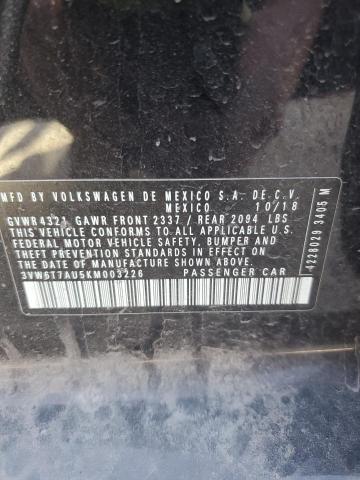 MFD BY VOLKSWAGEN DE MEXICO S.A. DE.C.V.
MEXICO 10/18
GVWR4321 GAWR FRONT 2337 / REAR 2094 LBS
THIS VEHICLE CONFORMS TO ALL APPLICABLE U.S.
FEDERAL MOTOR VEHICLE SAFETY, BUMPER AND
THEFT PREVENTION STANDARDS IN EFFECT ON THE
DATE OF MANUFACTURE SHOWN ABOVE.
3VW6T7AU5KM003226 PASSENGER CAR
4228029 3405 M